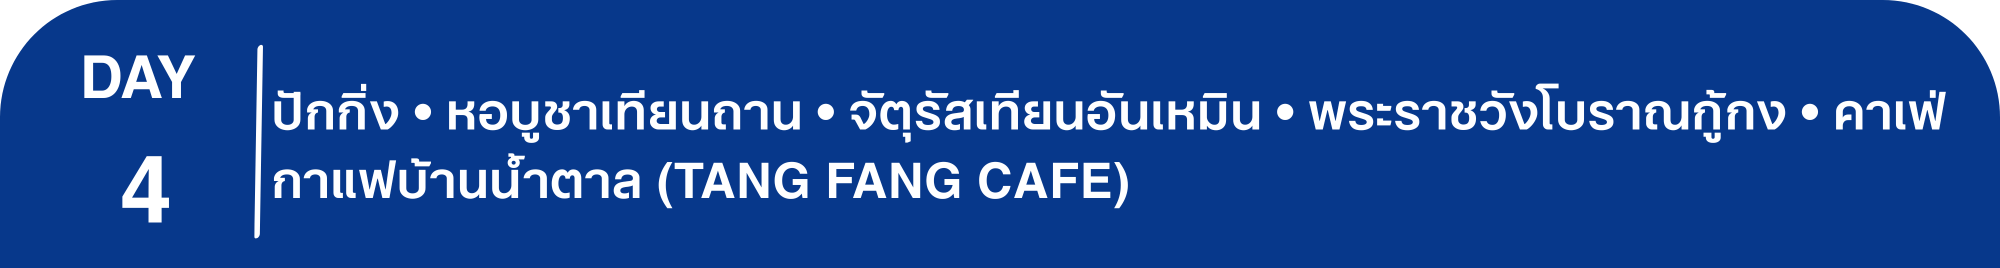 DAY
4
ปักกิ่ง • หอบูชาเทียนถาน • จัตุรัสเทียนอันเหมิน • พระราชวังโบราณกู้กง • คาเฟ่
กาแฟบ้านน้ำตาล (TANG FANG CAFE)